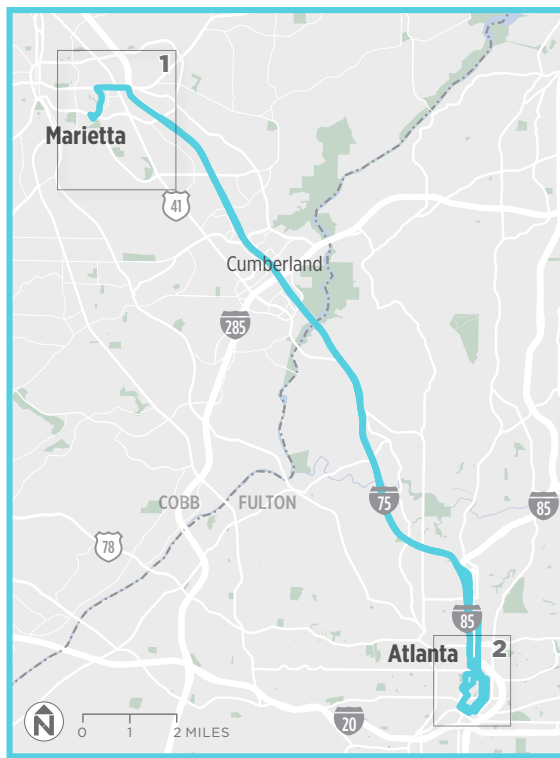 1
Marietta
41
Cumberland
285
COBB
FULTON
75
85
78
85
Atlanta
2
N
20
0 1 2 MILES